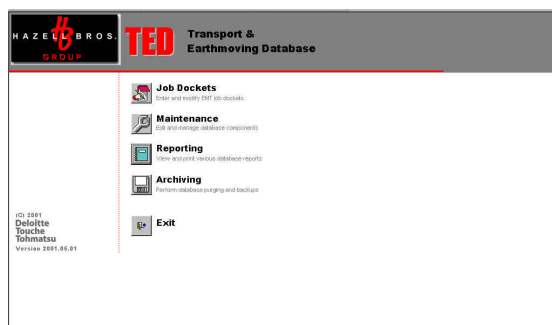 HAZELL BROS.
HB
GROUP
TED
Transport &
Earthmoving Database
Job Dockets
Enter and modify EMT job dockets
Maintenance
Edit and manage database components
Reporting
View and print various database reports
Archiving
Perform database purging and backups
Exit
(C) 2001
Deloitte
Touche
Tohmatsu
Version 2001.06.01